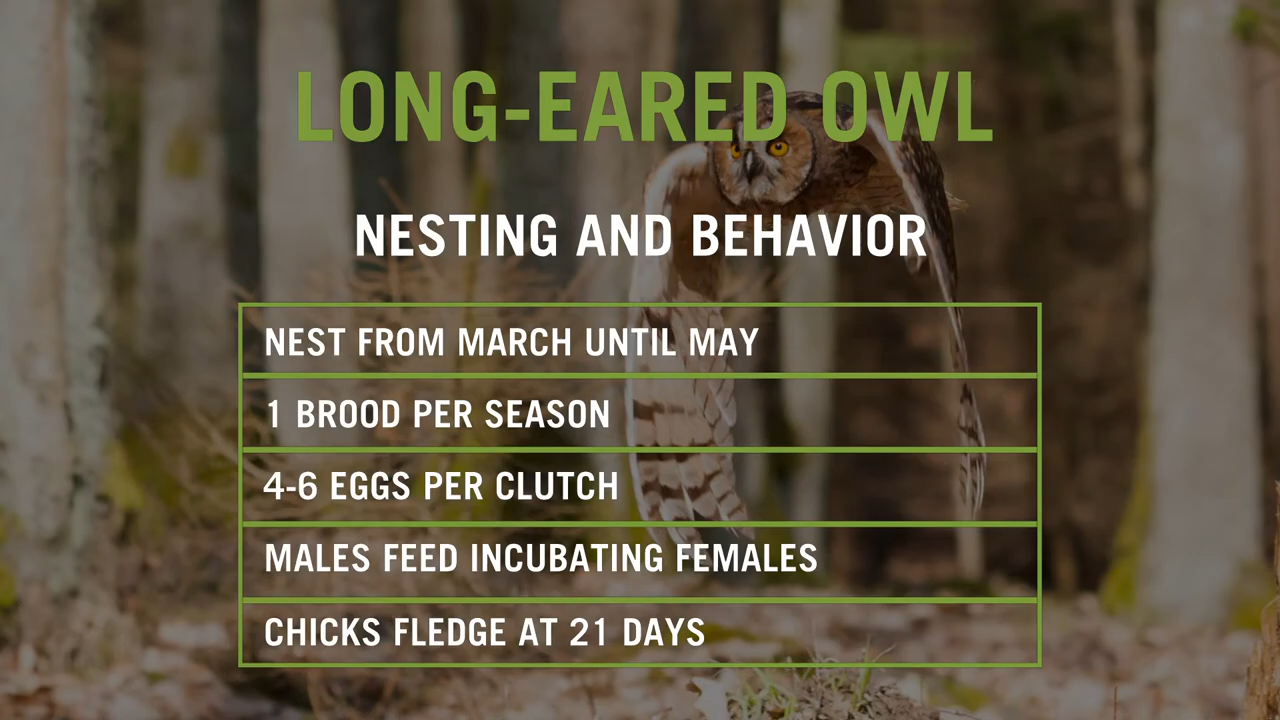 LONG-EARED OWL
NESTING AND BEHAVIOR
NEST FROM MARCH UNTIL MAY
1 BROOD PER SEASON
4-6 EGGS PER CLUTCH
MALES FEED INCUBATING FEMALES
CHICKS FLEDGE AT 21 DAYS